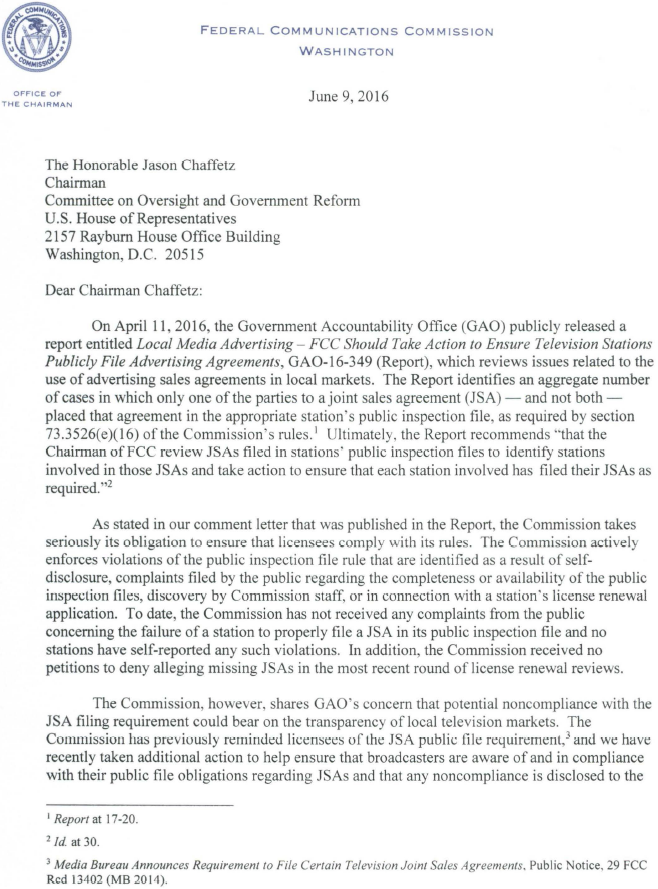 FEDERAL COMMUNICATIONS COMMISSION
WASHINGTON
FEDERAL COMMUNICATIONS COMMISSION
OFFICE OF
THE CHAIRMAN
June 9, 2016
The Honorable Jason Chaffetz
Chairman
Committee on Oversight and Government Reform
U.S. House of Representatives
2157 Rayburn House Office Building
Washington, D.C. 20515
Dear Chairman Chaffetz:
On April 11, 2016, the Government Accountability Office (GAO) publicly released a
report entitled Local Media Advertising – FCC Should Take Action to Ensure Television Stations
Publicly File Advertising Agreements, GAO-16-349 (Report), which reviews issues related to the
use of advertising sales agreements in local markets. The Report identifies an aggregate number
of cases in which only one of the parties to a joint sales agreement (JSA) — and not both —
placed that agreement in the appropriate station's public inspection file, as required by section
73.3526(e)(16) of the Commission's rules.¹ Ultimately, the Report recommends "that the
Chairman of FCC review JSAs filed in stations' public inspection files to identify stations
involved in those JSAs and take action to ensure that each station involved has filed their JSAs as
required."²
As stated in our comment letter that was published in the Report, the Commission takes
seriously its obligation to ensure that licensees comply with its rules. The Commission actively
enforces violations of the public inspection file rule that are identified as a result of self-
disclosure, complaints filed by the public regarding the completeness or availability of the public
inspection files, discovery by Commission staff, or in connection with a station's license renewal
application. To date, the Commission has not received any complaints from the public
concerning the failure of a station to properly file a JSA in its public inspection file and no
stations have self-reported any such violations. In addition, the Commission received no
petitions to deny alleging missing JSAs in the most recent round of license renewal reviews.
The Commission, however, shares GAO's concern that potential noncompliance with the
JSA filing requirement could bear on the transparency of local television markets. The
Commission has previously reminded licensees of the JSA public file requirement,³ and we have
recently taken additional action to help ensure that broadcasters are aware of and in compliance
with their public file obligations regarding JSAs and that any noncompliance is disclosed to the
¹ Report at 17-20.
² Id. at 30.
³ Media Bureau Announces Requirement to File Certain Television Joint Sales Agreements, Public Notice, 29 FCC
Rcd 13402 (MB 2014).